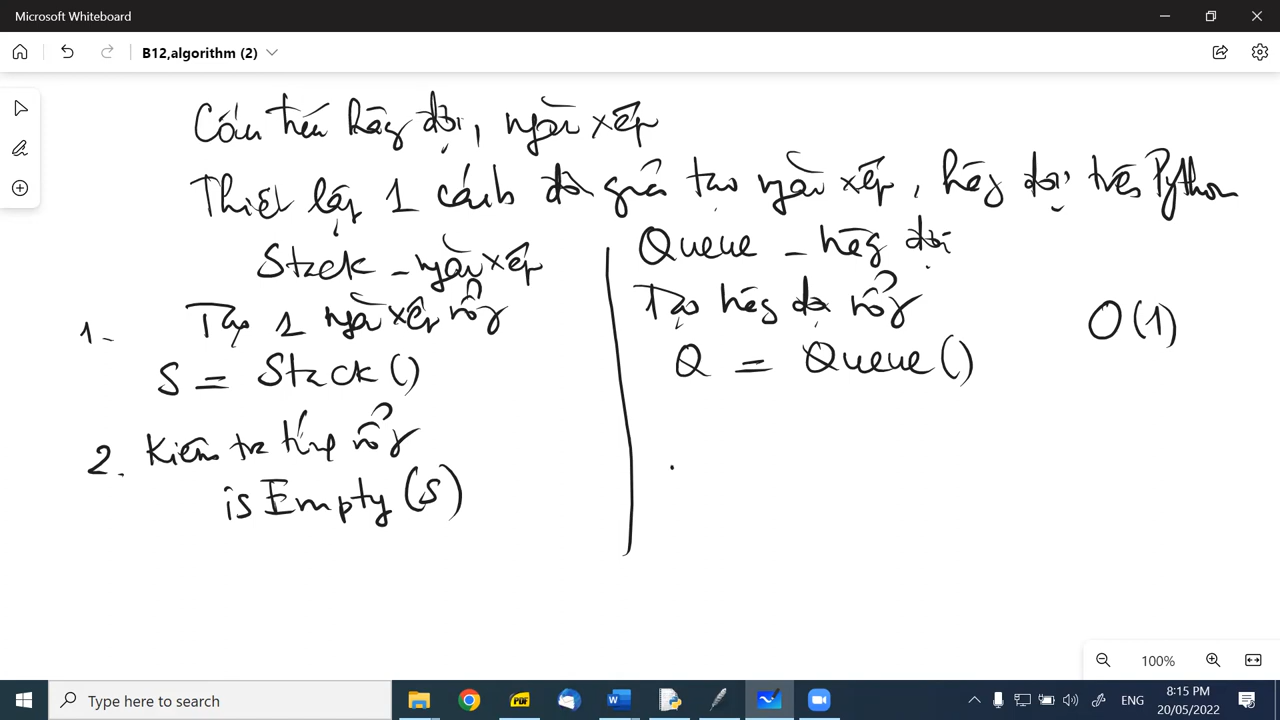 Microsoft Whiteboard
B12,algorithm (2)
Cấu trúc hàng đợi, ngăn xếp
Thiết lập 1 cách đơn giản tạo ngăn xếp, hàng đợi trên Python
Stack - ngăn xếp
Queue - hàng đợi
1. Tạo 1 ngăn xếp rỗng
Tạo hàng đợi rỗng
O(1)
S = Stack()
Q = Queue()
2. Kiểm tra tính rỗng
isEmpty(S)
100%
Type here to search
ENG
8:15 PM
20/05/2022